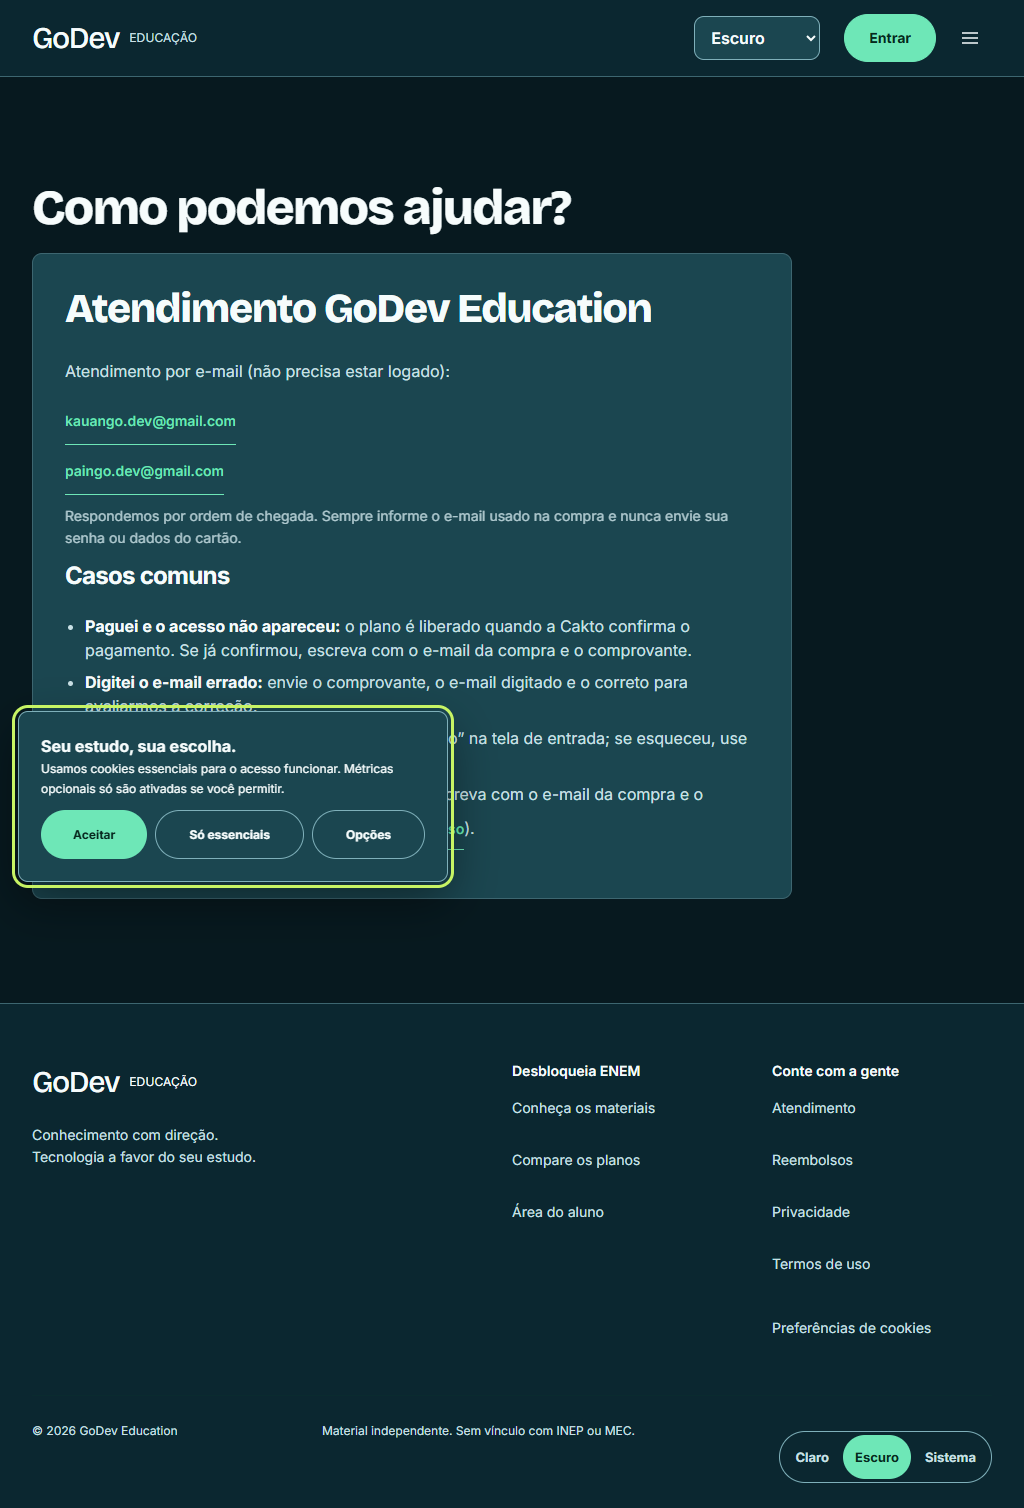 GoDev EDUCAÇÃO
Escuro
Entrar
Como podemos ajudar?
Atendimento GoDev Education
Atendimento por e-mail (não precisa estar logado):
kauango.dev@gmail.com
paingo.dev@gmail.com
Respondemos por ordem de chegada. Sempre informe o e-mail usado na compra e nunca envie sua
senha ou dados do cartão.
Casos comuns
• Paguei e o acesso não apareceu: o plano é liberado quando a Cakto confirma o
pagamento. Se já confirmou, escreva com o e-mail da compra e o comprovante.
• Digitei o e-mail errado: envie o comprovante, o e-mail digitado e o correto para
avaliarmos a correção.
o” na tela de entrada; se esqueceu, use
com o e-mail da compra e o
).
Seu estudo, sua escolha.
Usamos cookies essenciais para o acesso funcionar. Métricas
opcionais só são ativadas se você permitir.
Aceitar
Só essenciais
Opções
GoDev EDUCAÇÃO
Conhecimento com direção.
Tecnologia a favor do seu estudo.
Desbloqueia ENEM
Conheça os materiais
Compare os planos
Área do aluno
Conte com a gente
Atendimento
Reembolsos
Privacidade
Termos de uso
Preferências de cookies
© 2026 GoDev Education
Material independente. Sem vínculo com INEP ou MEC.
Claro
Escuro
Sistema